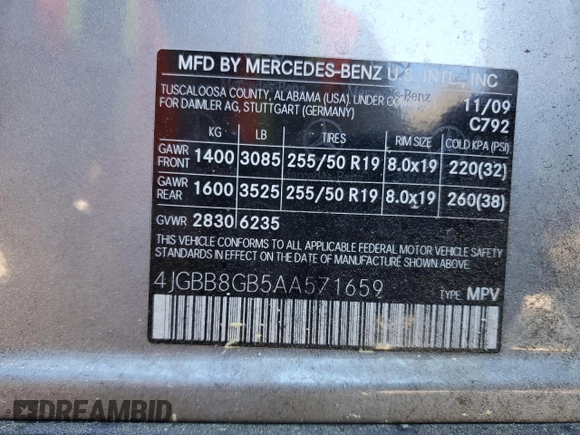 MFD BY MERCEDES-BENZ U.S. INTL., INC
TUSCALOOSA COUNTY, ALABAMA (USA). UNDER 11/09
FOR DAIMLER AG, STUTTGART (GERMANY) C792
KG LB TIRES RIM SIZE COLD KPA (PSI)
GAWR FRONT 1400 3085 255/50 R19 8.0x19 220(32)
GAWR REAR 1600 3525 255/50 R19 8.0x19 260(38)
GVWR 2830 6235
THIS VEHICLE CONFORMS TO ALL APPLICABLE FEDERAL MOTOR VEHICLE SAFETY
STANDARDS IN EFFECT ON THE DATE OF MANUFACTURE SHOWN ABOVE.
4JGBB8GB5AA571659 TYPE: MPV
DREAMBID